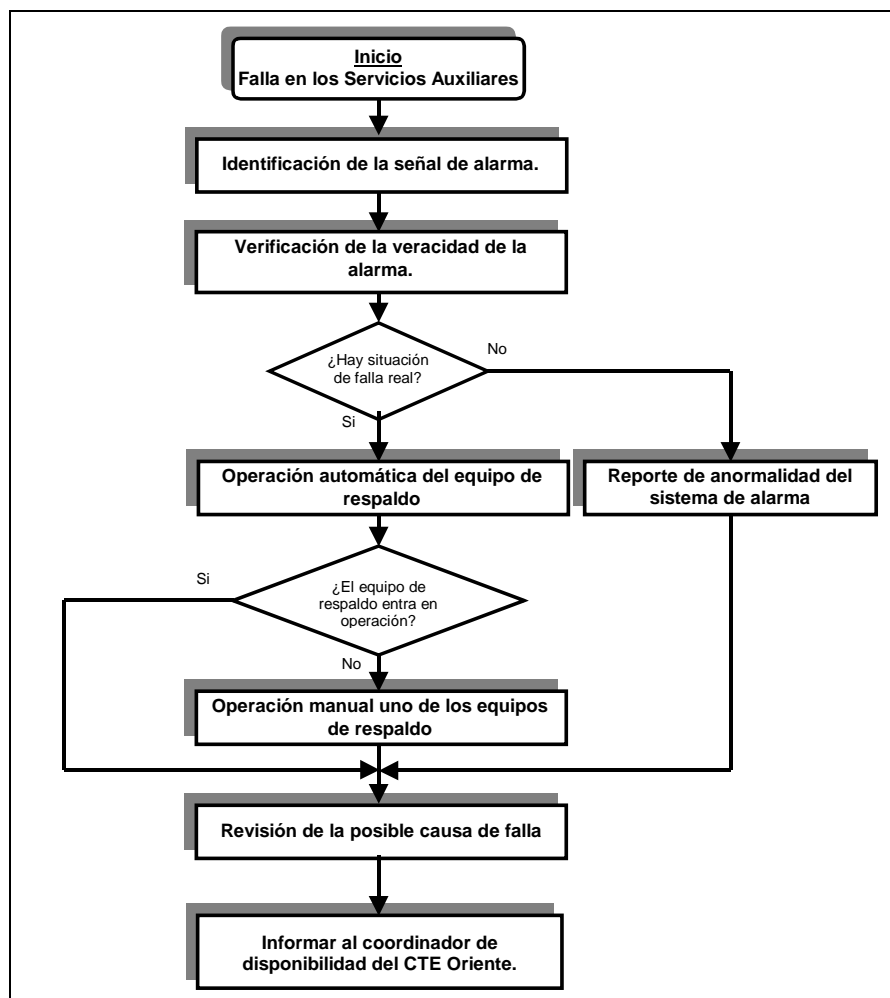 Inicio
Falla en los Servicios Auxiliares
Identificación de la señal de alarma.
Verificación de la veracidad de la
alarma.
¿Hay situación
de falla real?
No
Si
Operación automática del equipo de
respaldo
Reporte de anormalidad del
sistema de alarma
Si
¿El equipo de
respaldo entra en
operación?
No
Operación manual uno de los equipos
de respaldo
Revisión de la posible causa de falla
Informar al coordinador de
disponibilidad del CTE Oriente.